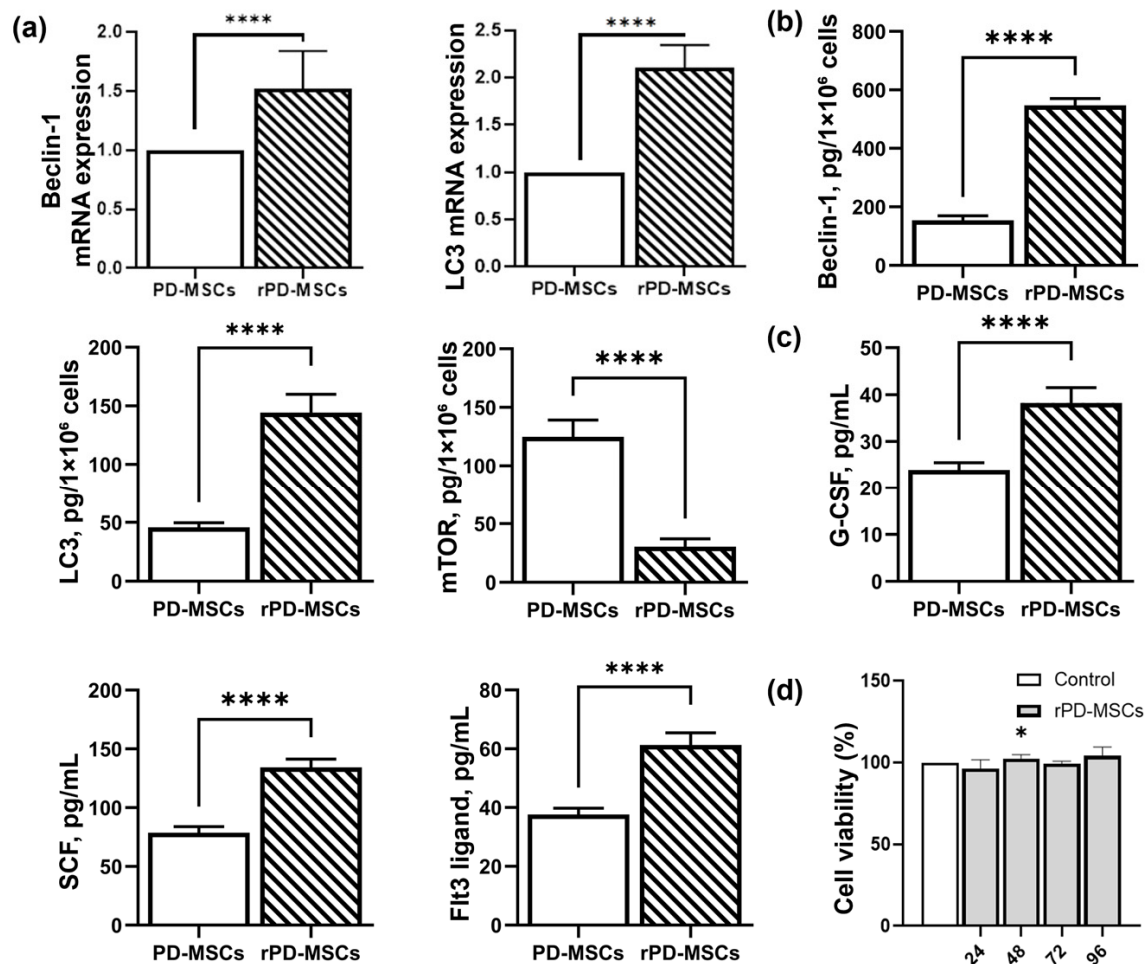 (a)
Beclin-1
mRNA expression
2.0
1.5
1.0
0.5
0.0
****
PD-MSCs rPD-MSCs
LC3 mRNA expression
2.5
2.0
1.5
1.0
0.5
0.0
****
PD-MSCs rPD-MSCs
(b)
Beclin-1, pg/1×10⁶ cells
800
600
400
200
0
****
PD-MSCs rPD-MSCs
LC3, pg/1×10⁶ cells
200
150
100
50
0
****
PD-MSCs rPD-MSCs
mTOR, pg/1×10⁶ cells
200
150
100
50
0
****
PD-MSCs rPD-MSCs
(c)
G-CSF, pg/mL
50
40
30
20
10
0
****
PD-MSCs rPD-MSCs
SCF, pg/mL
200
150
100
50
0
****
PD-MSCs rPD-MSCs
Flt3 ligand, pg/mL
80
60
40
20
0
****
PD-MSCs rPD-MSCs
(d)
Cell viability (%)
150
100
50
0
Control
rPD-MSCs
*
24 48 72 96